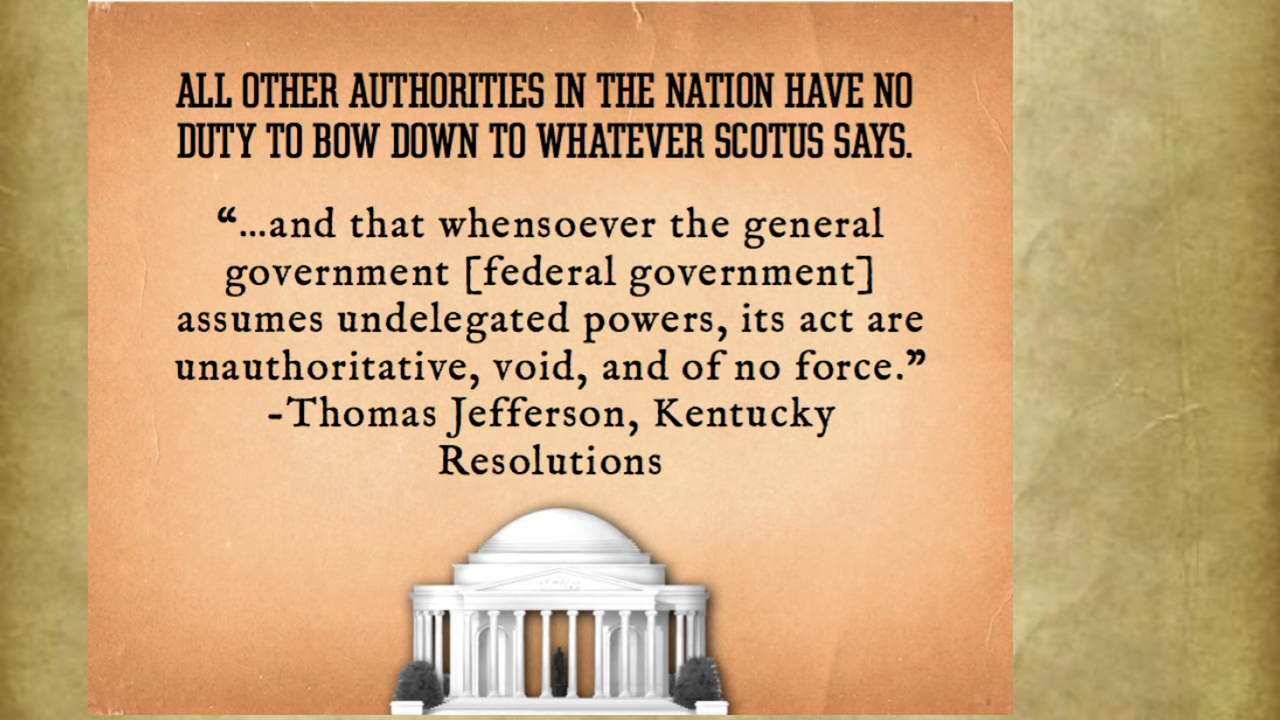 ALL OTHER AUTHORITIES IN THE NATION HAVE NO
DUTY TO BOW DOWN TO WHATEVER SCOTUS SAYS.
“...and that whensoever the general
government [federal government]
assumes undelegated powers, its act are
unauthoritative, void, and of no force.”
-Thomas Jefferson, Kentucky
Resolutions